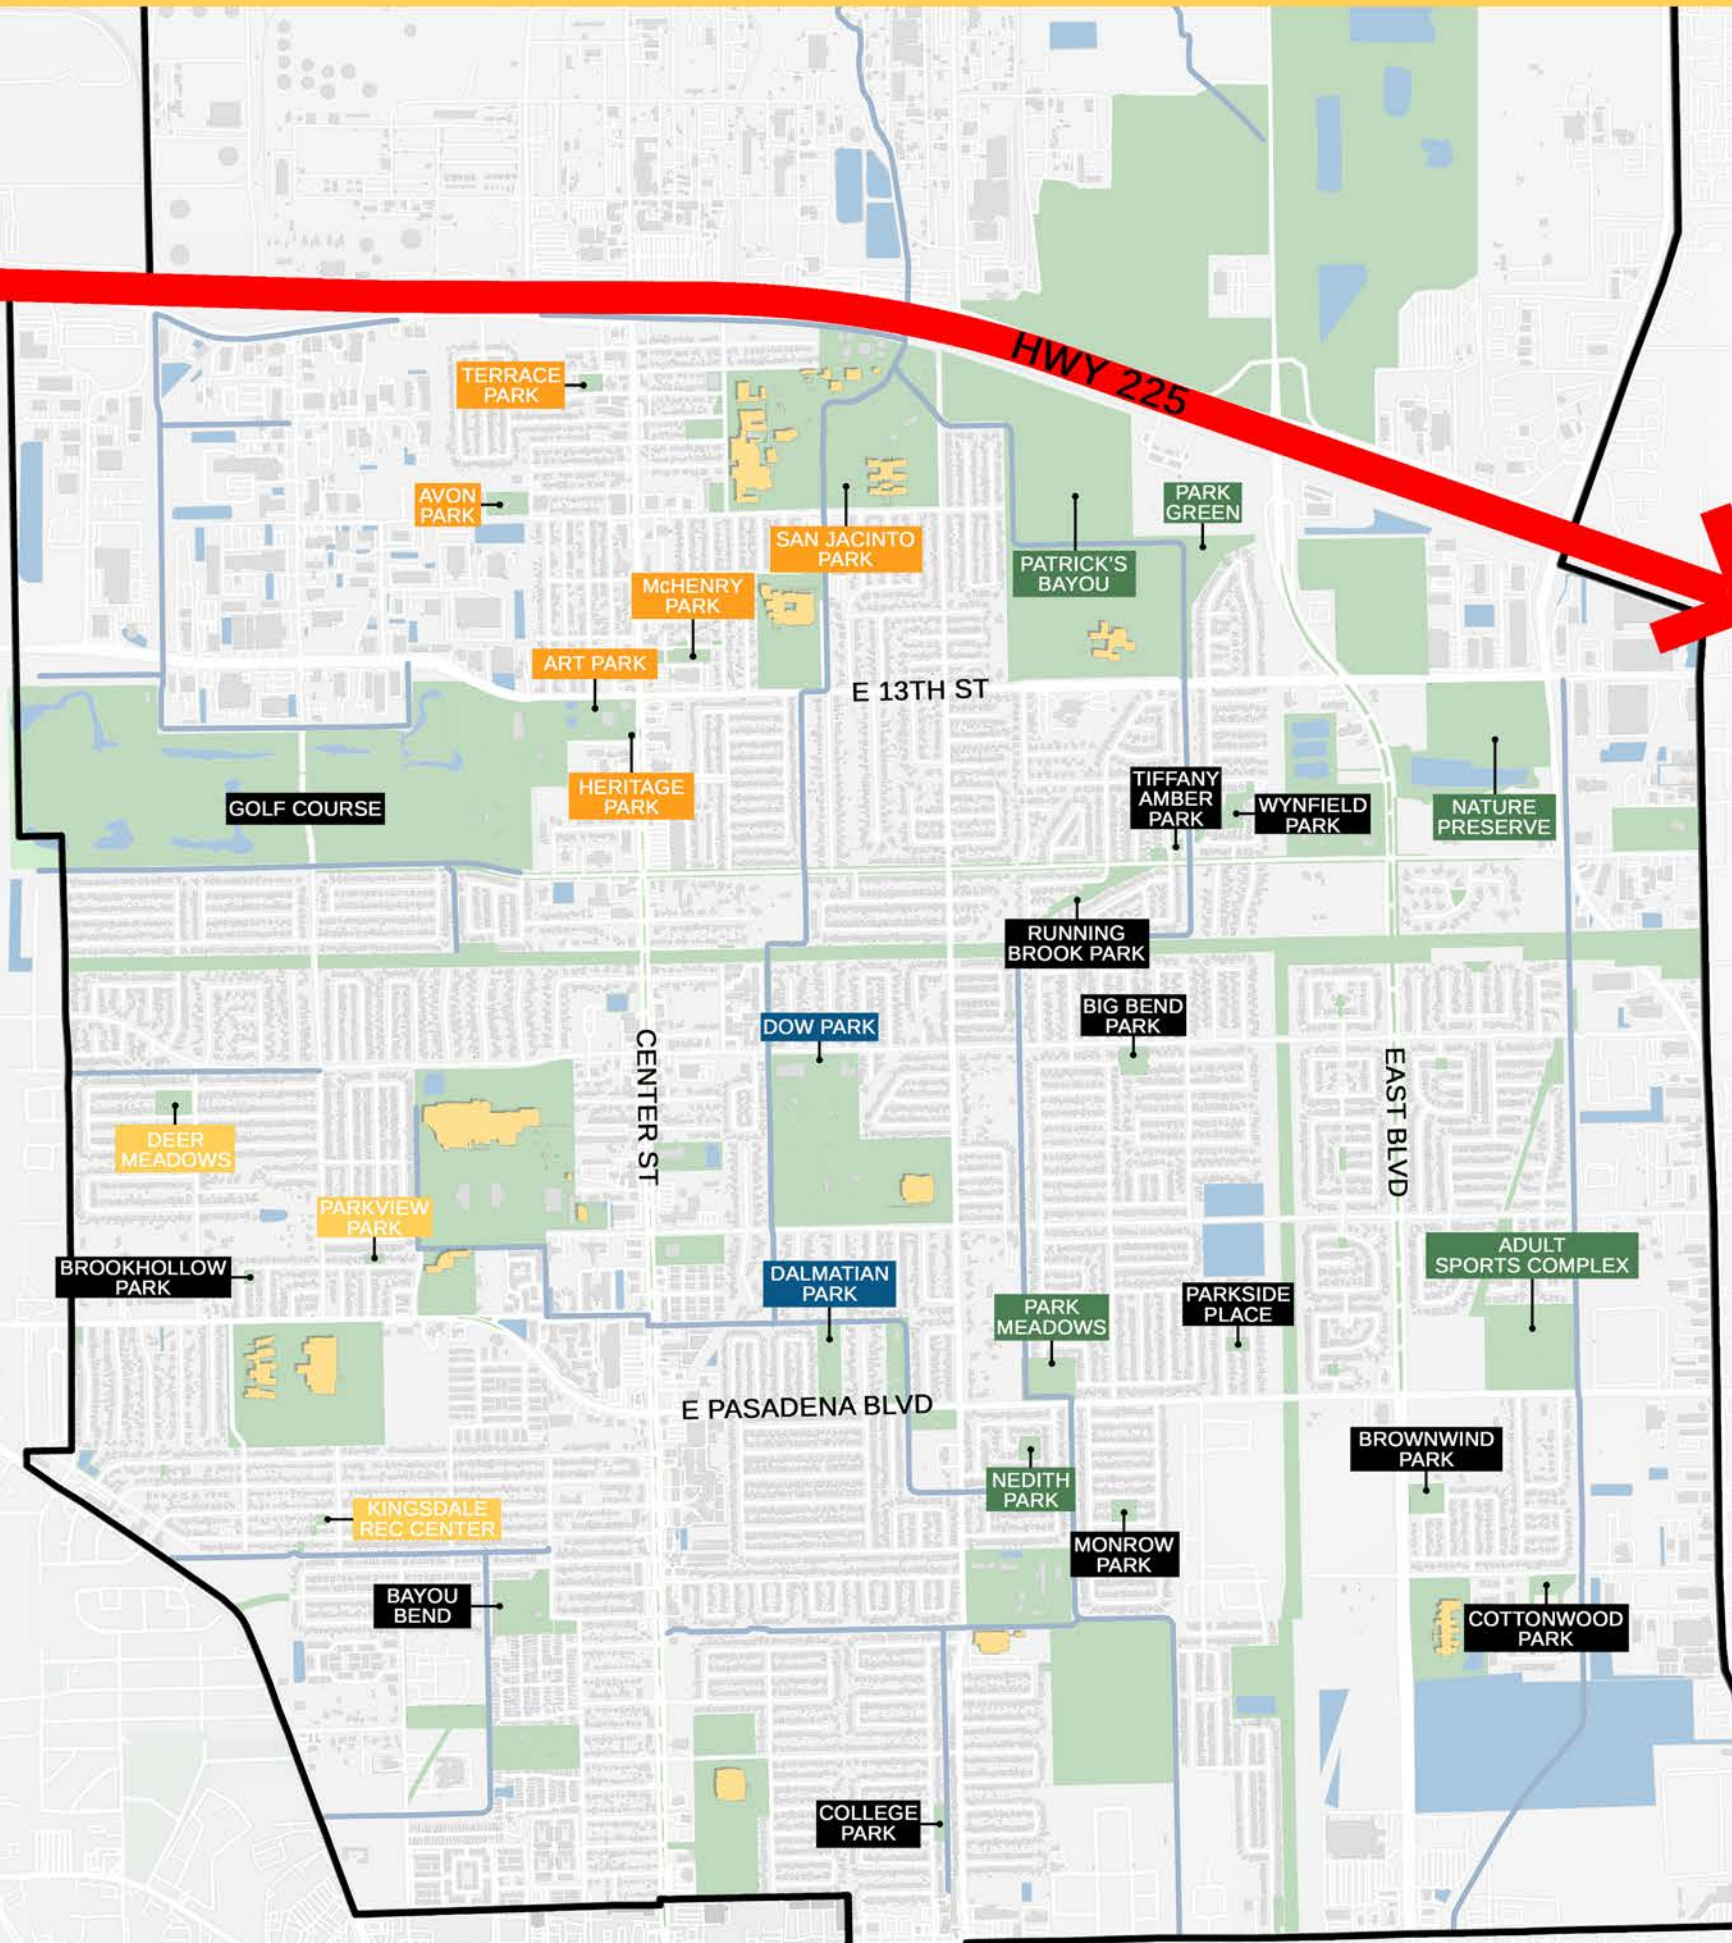 HWY 225
TERRACE
PARK
AVON
PARK
PARK
GREEN
SAN JACINTO
PARK
PATRICK'S
BAYOU
McHENRY
PARK
ART PARK
E 13TH ST
GOLF COURSE
HERITAGE
PARK
TIFFANY
AMBER
PARK
WYNFIELD
PARK
NATURE
PRESERVE
RUNNING
BROOK PARK
BIG BEND
PARK
DOW PARK
CENTER ST
EAST BLVD
DEER
MEADOWS
PARKVIEW
PARK
BROOKHOLLOW
PARK
DALMATIAN
PARK
PARK
MEADOWS
PARKSIDE
PLACE
ADULT
SPORTS COMPLEX
E PASADENA BLVD
BROWNWIND
PARK
NEDITH
PARK
KINGSDALE
REC CENTER
MONROW
PARK
BAYOU
BEND
COTTONWOOD
PARK
COLLEGE
PARK